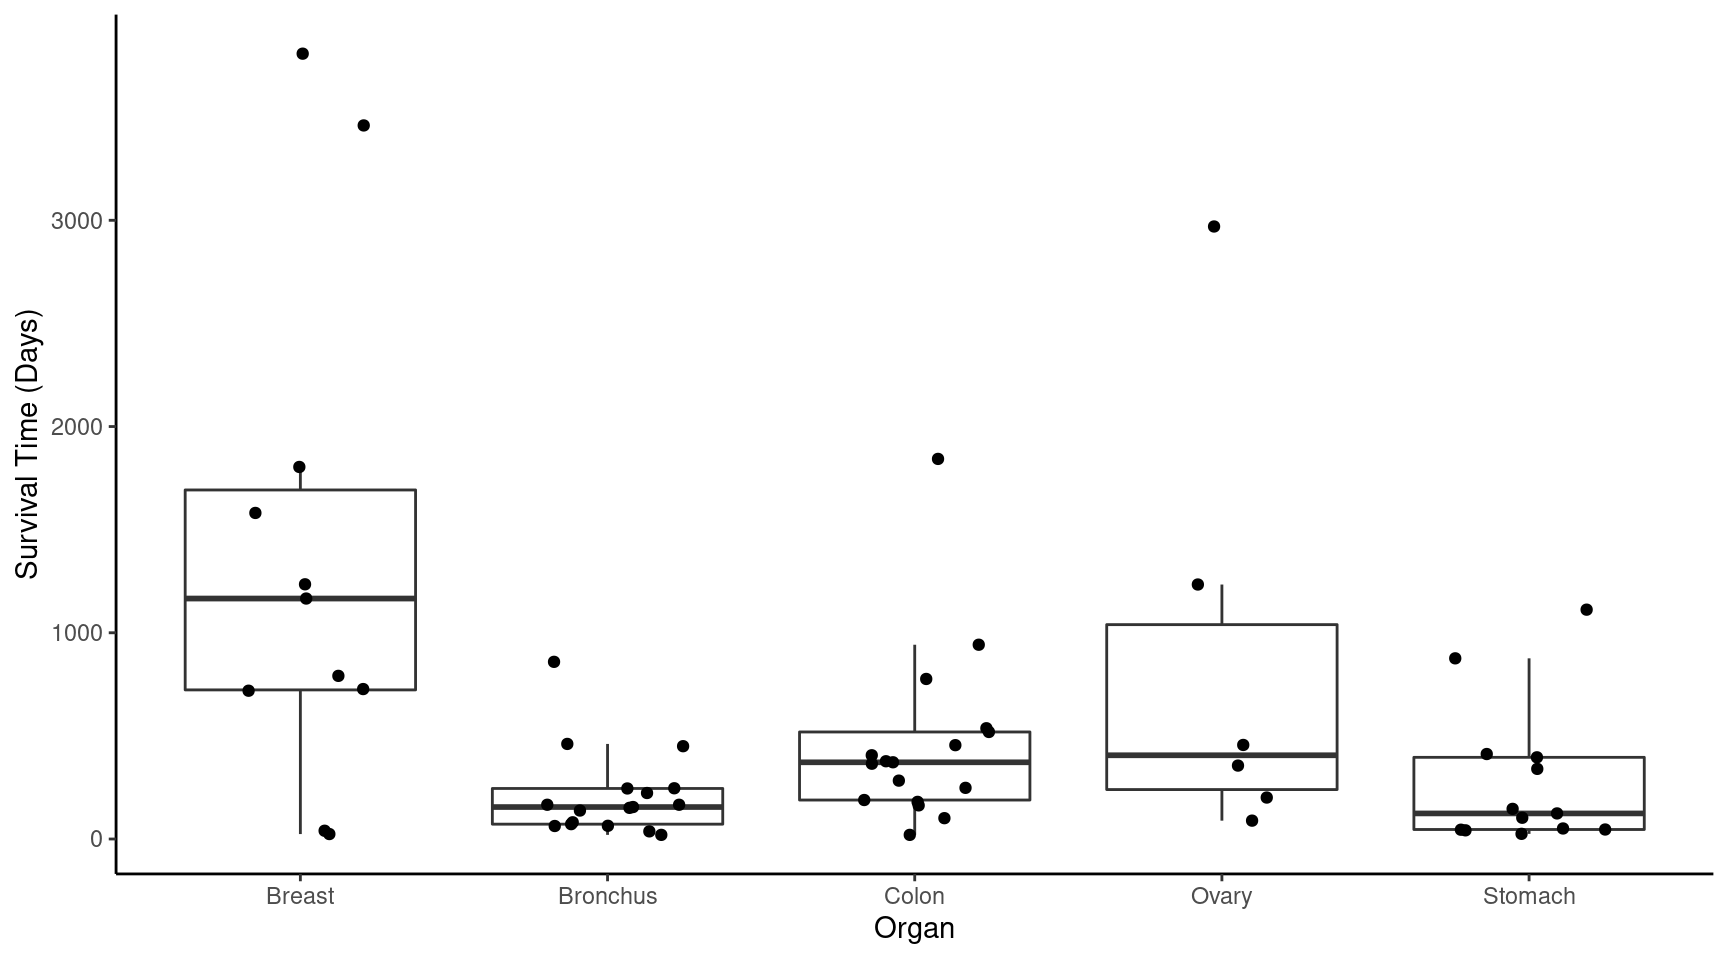 Survival Time (Days)
3000
2000
1000
0
Breast Bronchus Colon Ovary Stomach
Organ